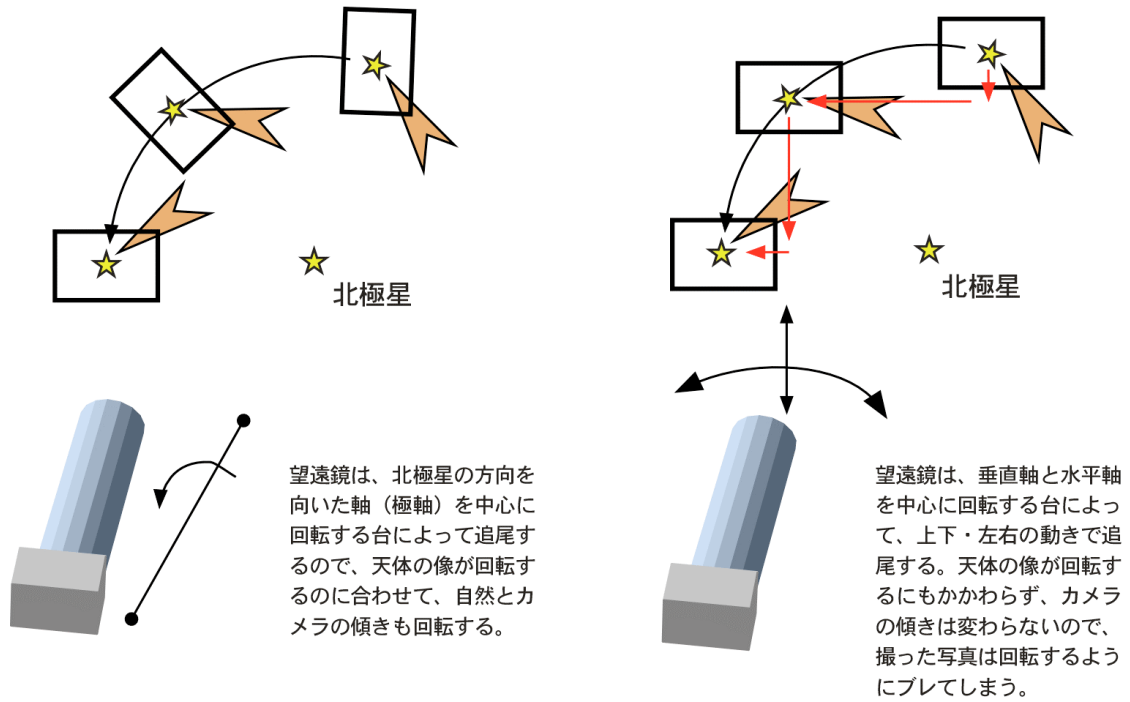 北極星
北極星
望遠鏡は、北極星の方向を
向いた軸（極軸）を中心に
回転する台によって追尾す
るので、天体の像が回転す
るのに合わせて、自然とカ
メラの傾きも回転する。
望遠鏡は、垂直軸と水平軸
を中心に回転する台によっ
て、上下・左右の動きで追
尾する。天体の像が回転す
るにもかかわらず、カメラ
の傾きは変わらないので、
撮った写真は回転するよう
にブレてしまう。